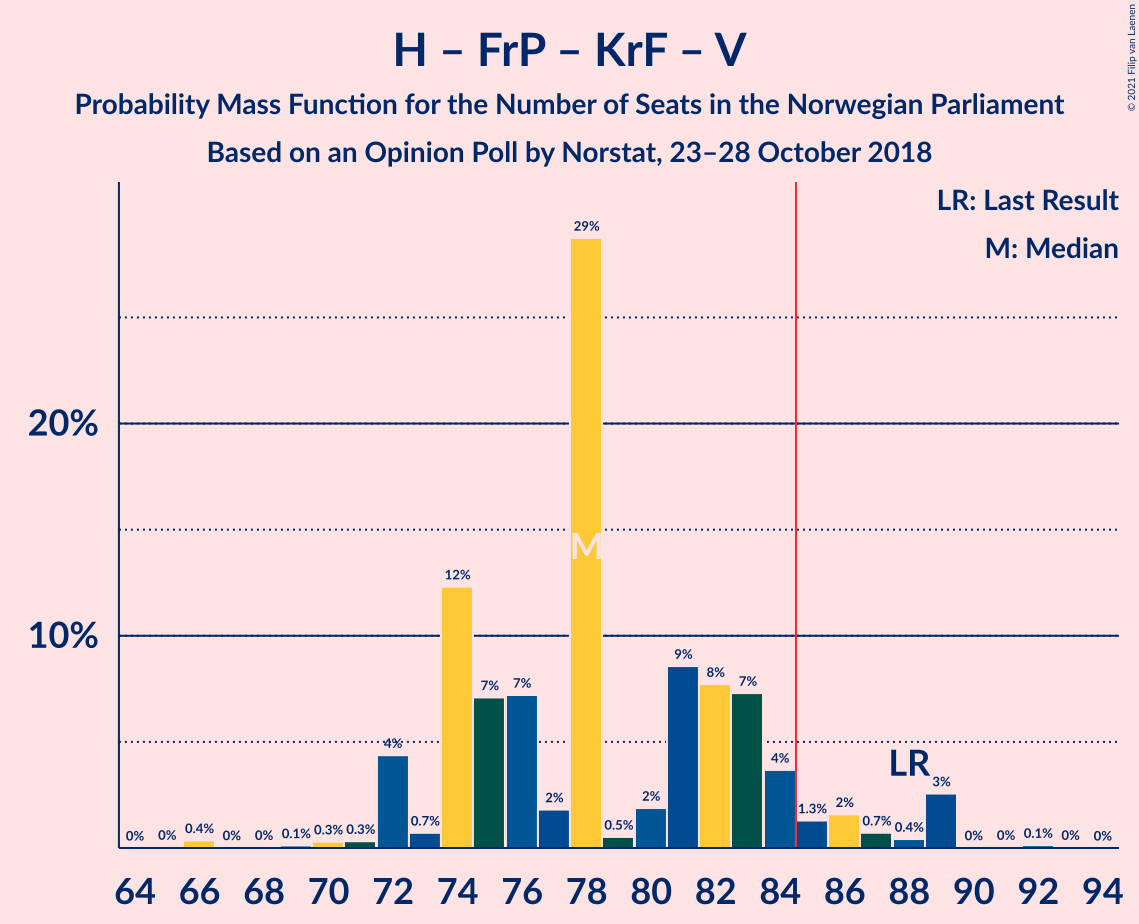 H – FrP – KrF – V
Probability Mass Function for the Number of Seats in the Norwegian Parliament
Based on an Opinion Poll by Norstat, 23–28 October 2018
© 2021 Filip van Laenen
LR: Last Result
M: Median
20%
10%
0% 0% 0.4% 0% 0% 0.1% 0.3% 0.3% 4% 0.7% 12% 7% 7% 2% 29% 0.5% 2% 9% 8% 7% 4% 1.3% 2% 0.7% 0.4% 3% 0% 0% 0.1% 0% 0%
M
LR
64 66 68 70 72 74 76 78 80 82 84 86 88 90 92 94